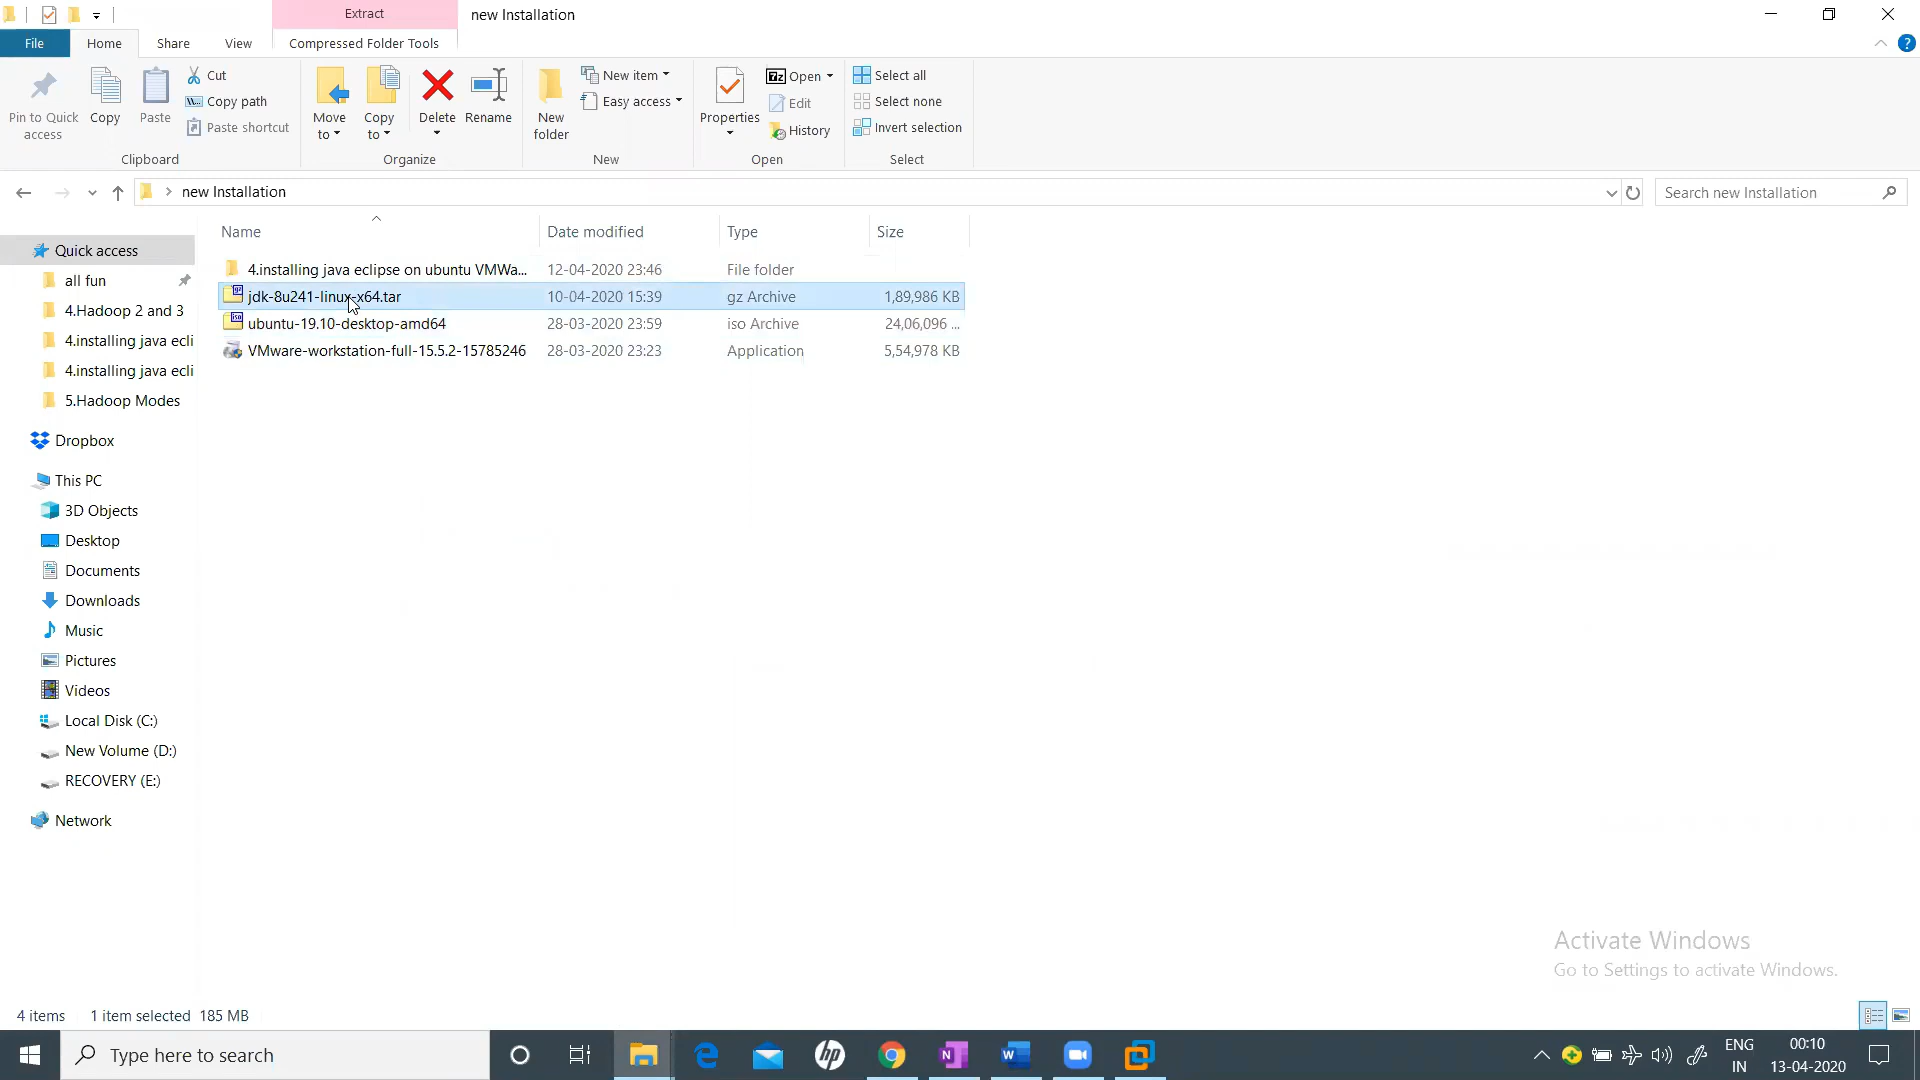 Extract
new Installation
File
Home
Share
View
Compressed Folder Tools
Pin to Quick access
Copy
Paste
Cut
Copy path
Paste shortcut
Clipboard
Move to
Copy to
Delete
Rename
Organize
New folder
New item
Easy access
New
Properties
Open
Edit
History
Open
Select all
Select none
Invert selection
Select
new Installation
Search new Installation
Name
Date modified
Type
Size
4.installing java eclipse on ubuntu VMWa... 12-04-2020 23:46 File folder
jdk-8u241-linux-x64.tar 10-04-2020 15:39 gz Archive 1,89,986 KB
ubuntu-19.10-desktop-amd64 28-03-2020 23:59 iso Archive 24,06,096 ...
VMware-workstation-full-15.5.2-15785246 28-03-2020 23:23 Application 5,54,978 KB
Quick access
all fun
4.Hadoop 2 and 3
4.installing java ecli
4.installing java ecli
5.Hadoop Modes
Dropbox
This PC
3D Objects
Desktop
Documents
Downloads
Music
Pictures
Videos
Local Disk (C:)
New Volume (D:)
RECOVERY (E:)
Network
Activate Windows
Go to Settings to activate Windows.
4 items 1 item selected 185 MB
Type here to search
ENG
IN
00:10
13-04-2020